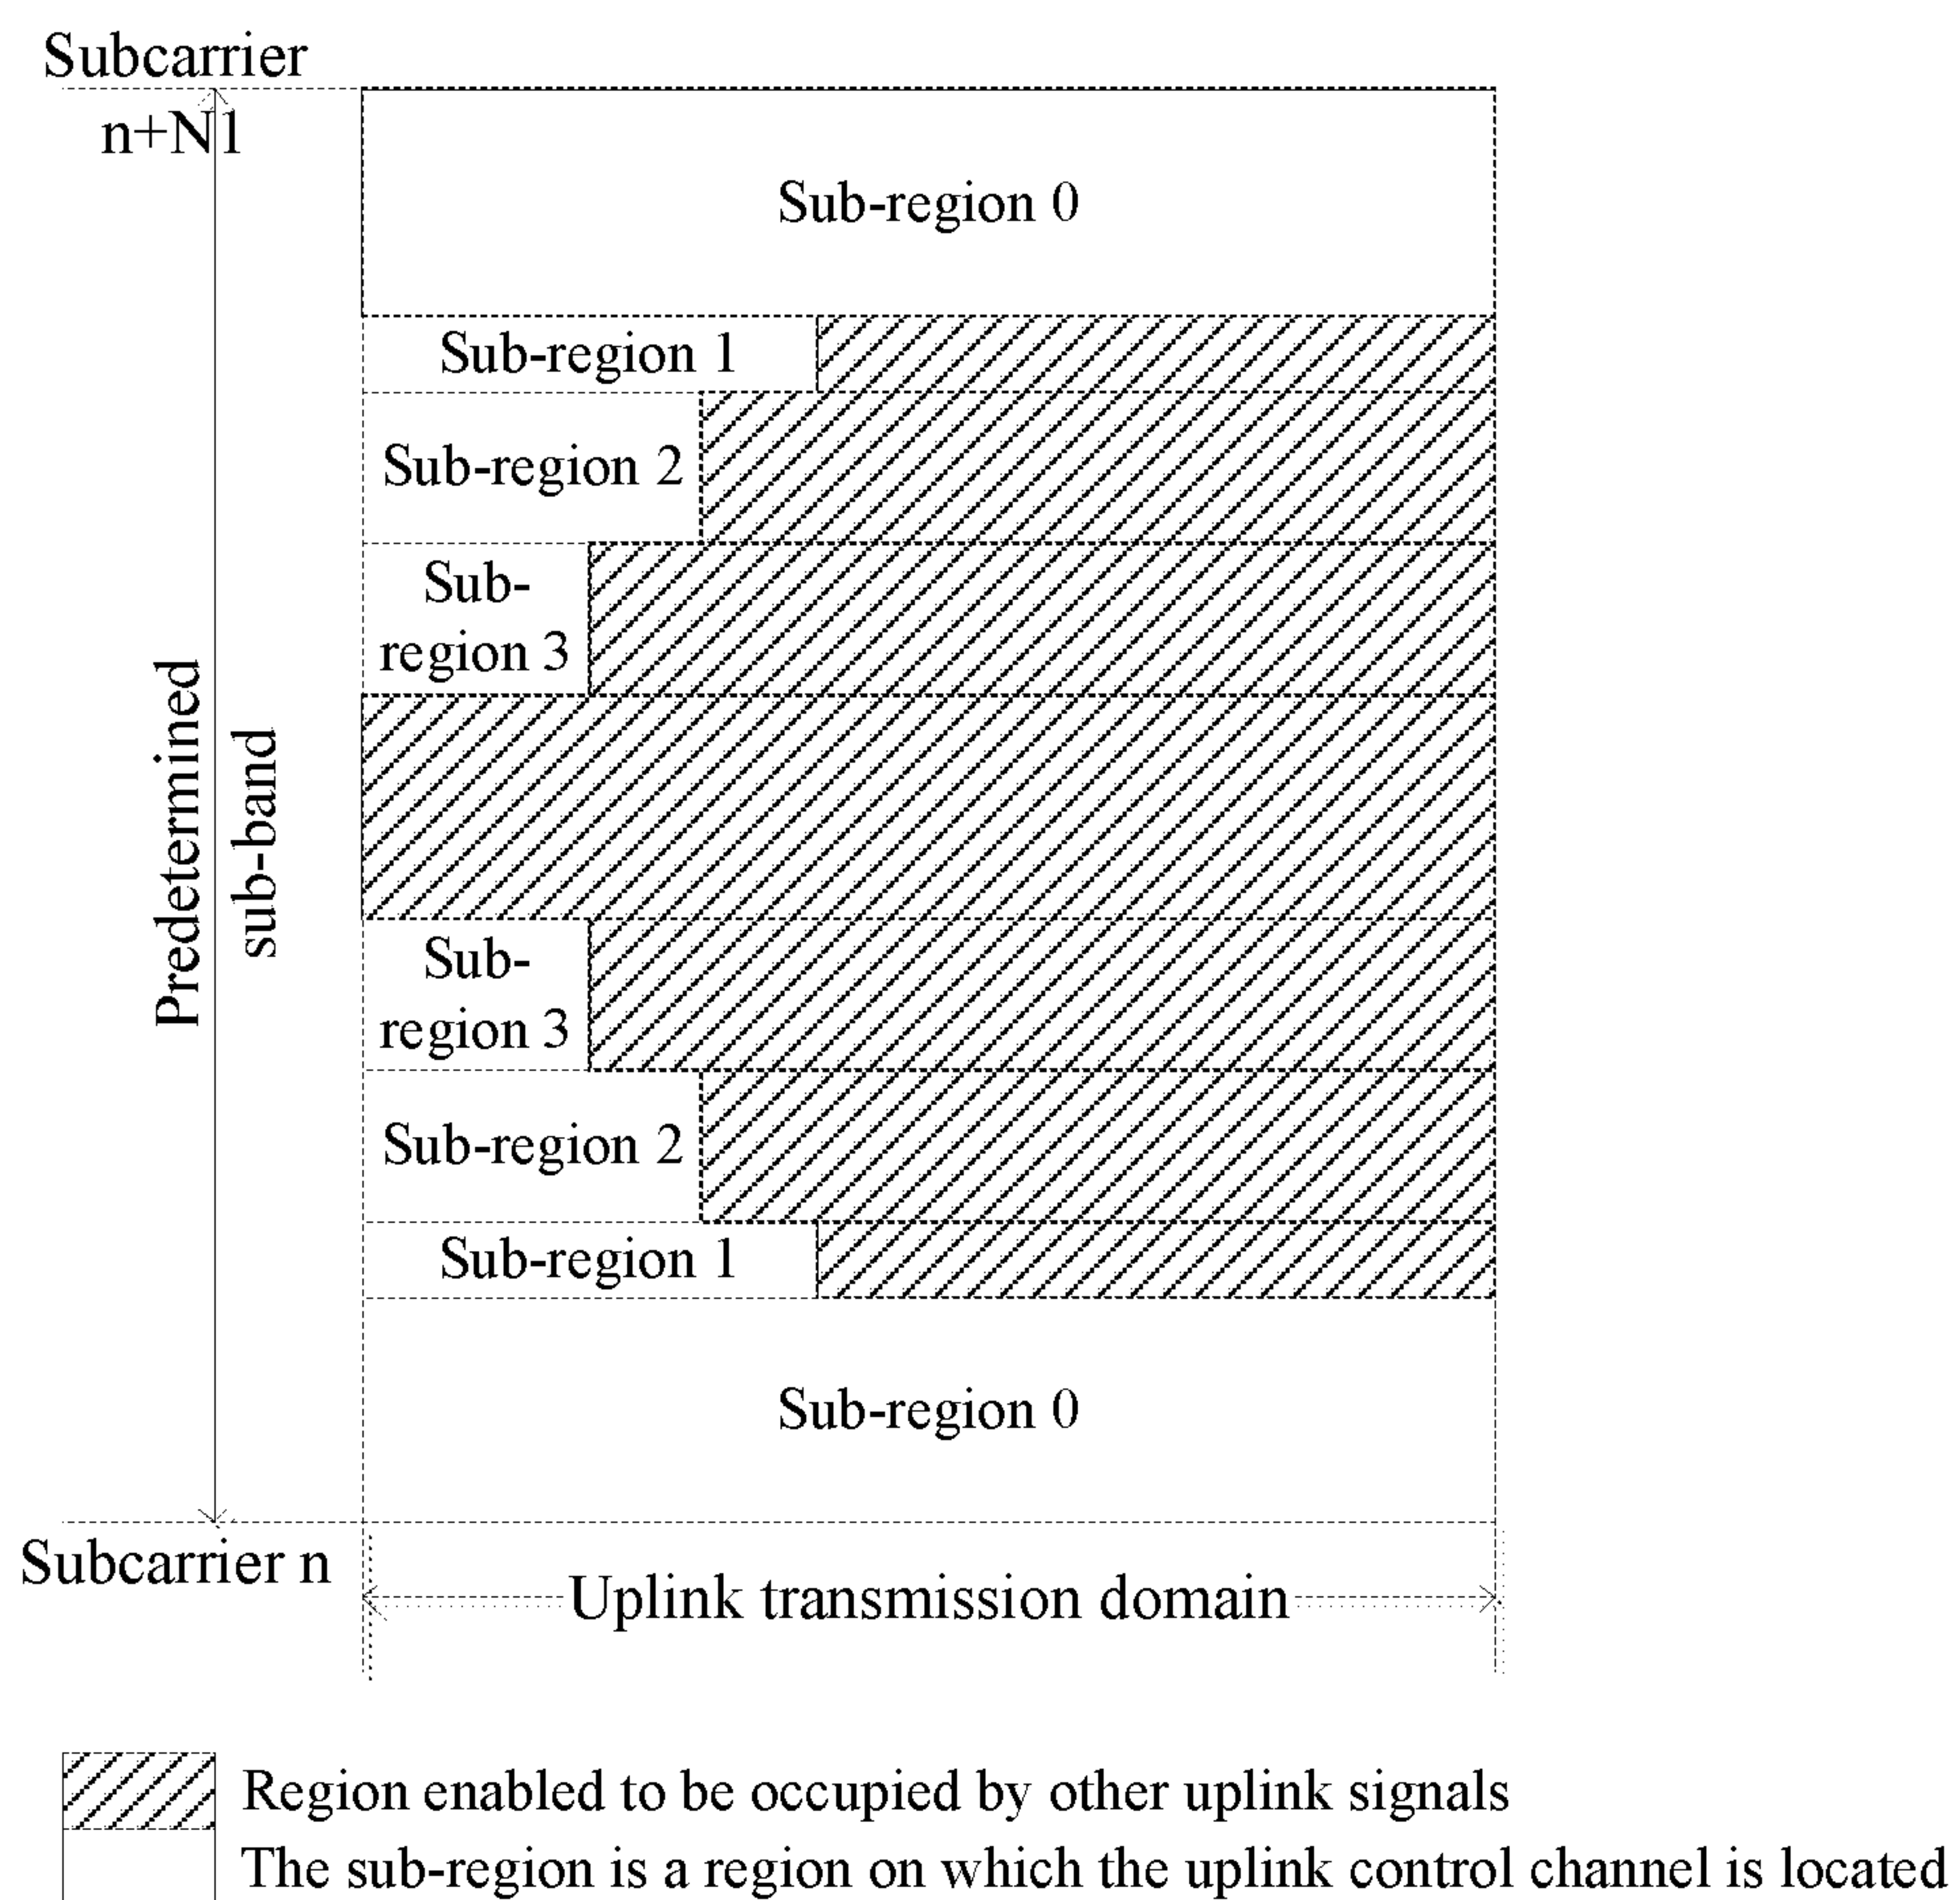 Subcarrier
n+N1
Sub-region 0
Sub-region 1
Sub-region 2
Sub-
region 3
Predetermined
sub-band
Sub-
region 3
Sub-region 2
Sub-region 1
Sub-region 0
Subcarrier n
Uplink transmission domain
Region enabled to be occupied by other uplink signals
The sub-region is a region on which the uplink control channel is located